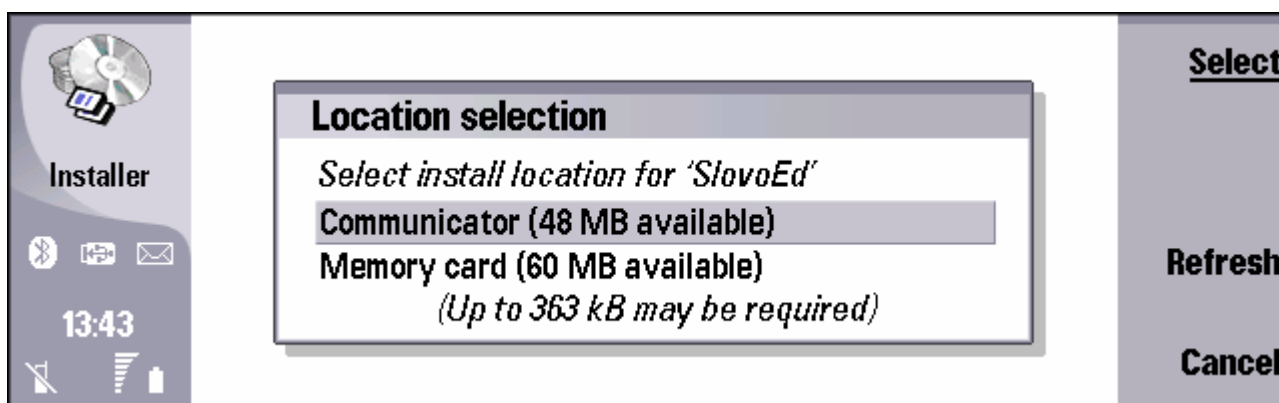 Installer
13:43
Location selection
Select install location for ‘SlovoEd’
Communicator (48 MB available)
Memory card (60 MB available)
(Up to 363 kB may be required)
Select
Refresh
Cancel